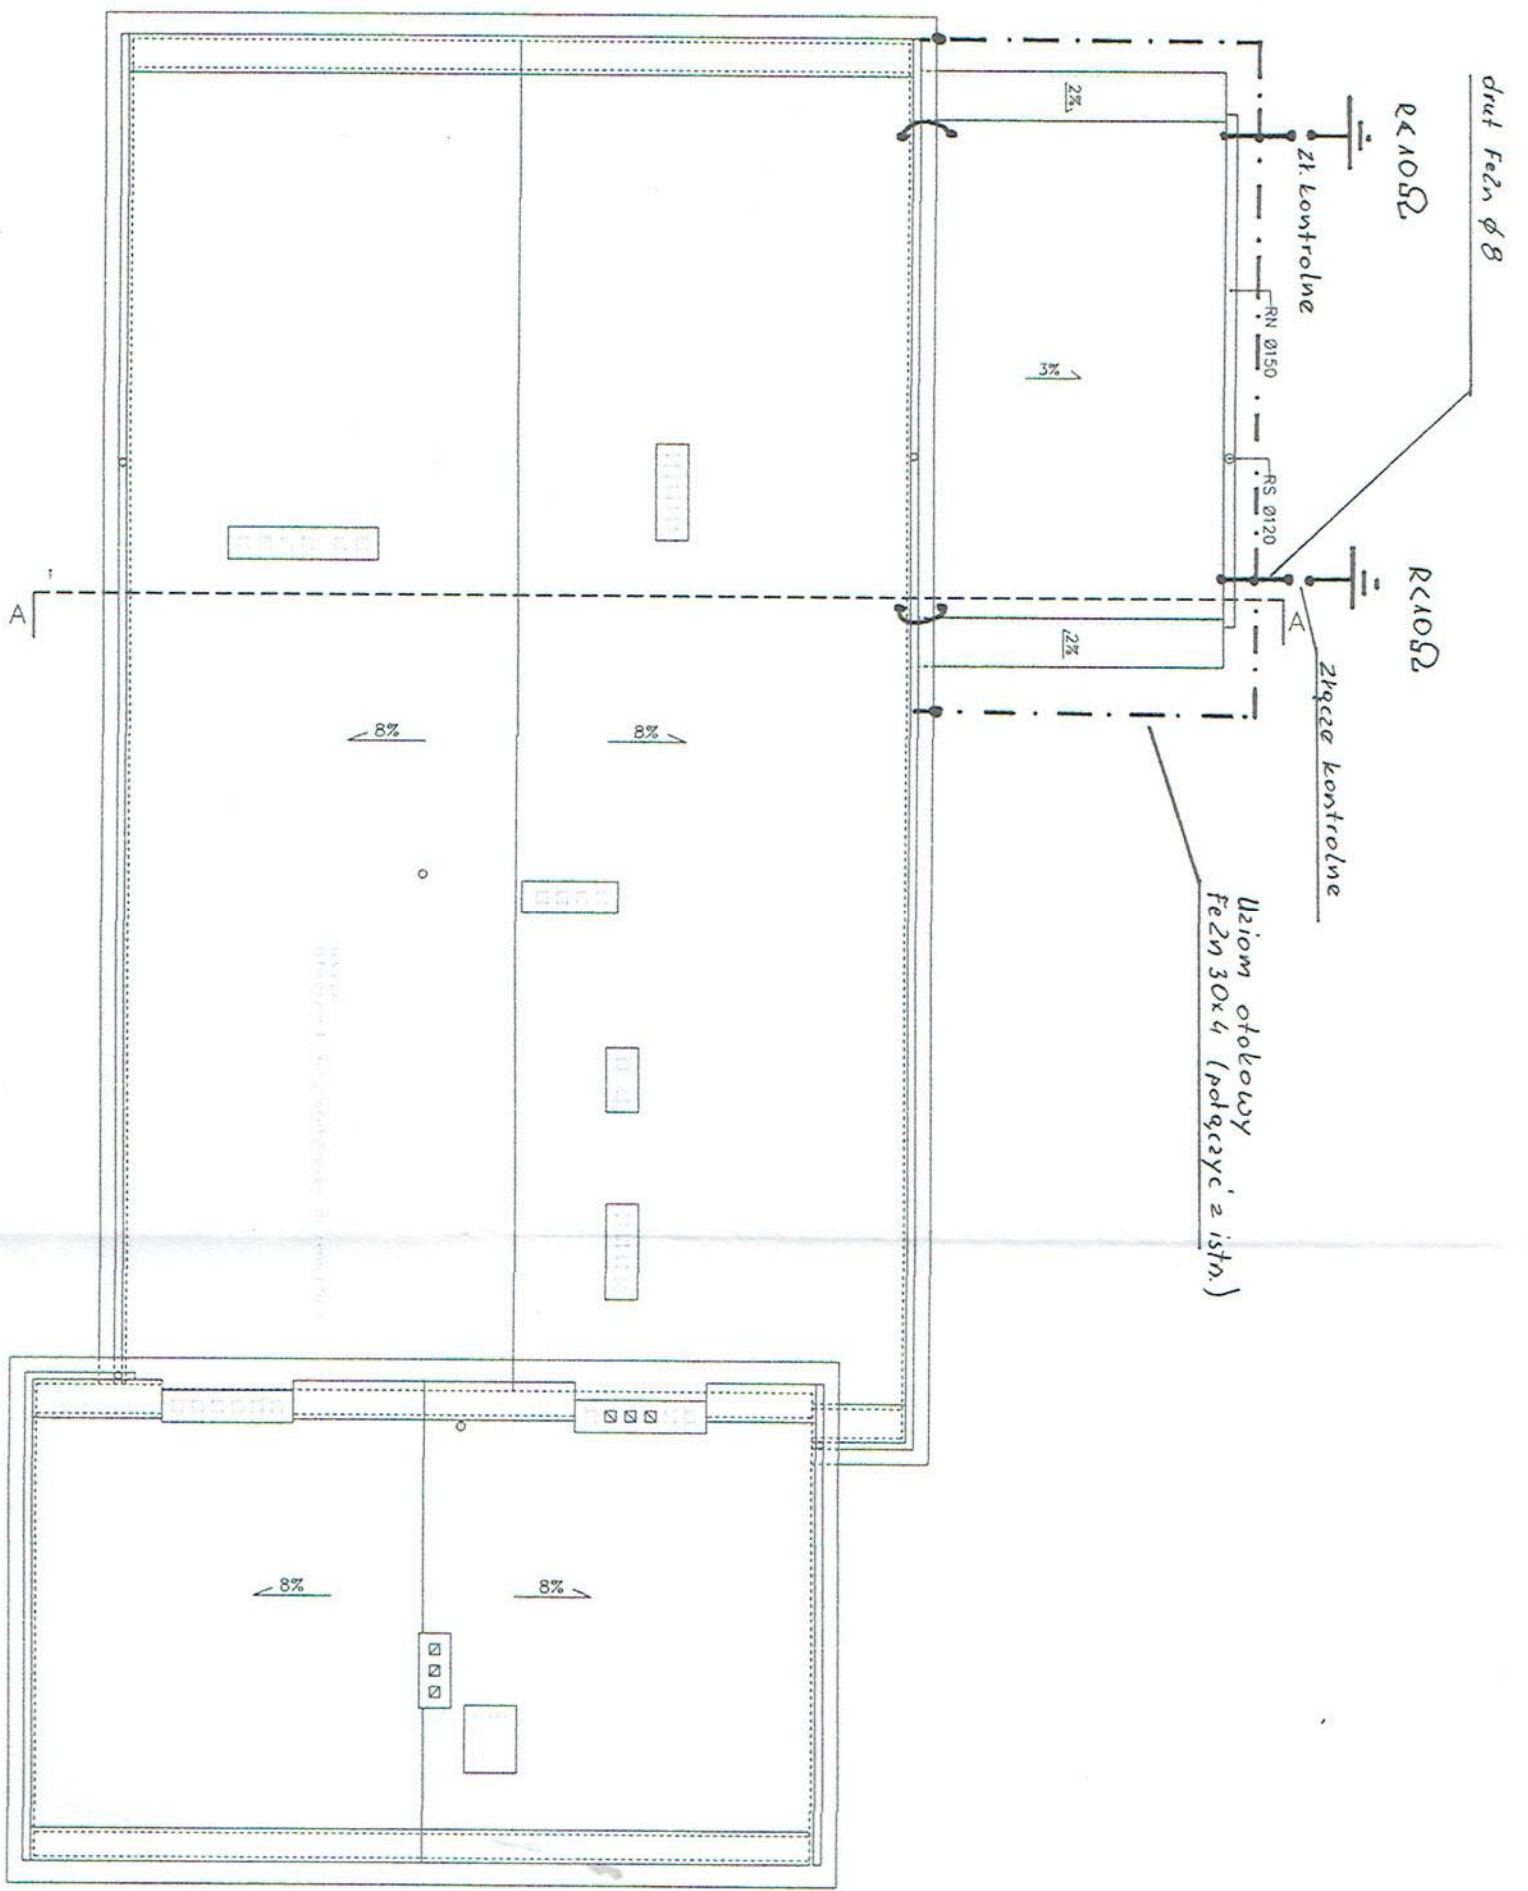 drut FeZn ø 8
R<10Ω
R<10Ω
Zł. kontrolne
Złącze kontrolne
RN Ø150
RS Ø120
Uziom otokowy
FeZn 30x4 (połączyć z istn.)
2%
3%
2%
A
A
8%
8%
8%
8%